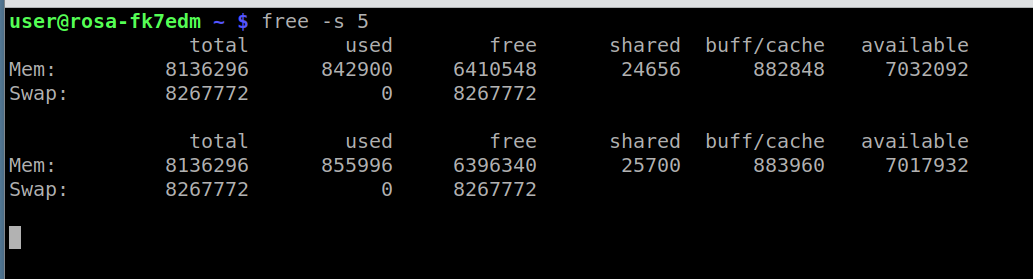 user@rosa-fk7edm ~ $ free -s 5
              total        used        free      shared  buff/cache   available
Mem:        8136296      842900     6410548       24656      882848     7032092
Swap:       8267772           0     8267772
              total        used        free      shared  buff/cache   available
Mem:        8136296      855996     6396340       25700      883960     7017932
Swap:       8267772           0     8267772